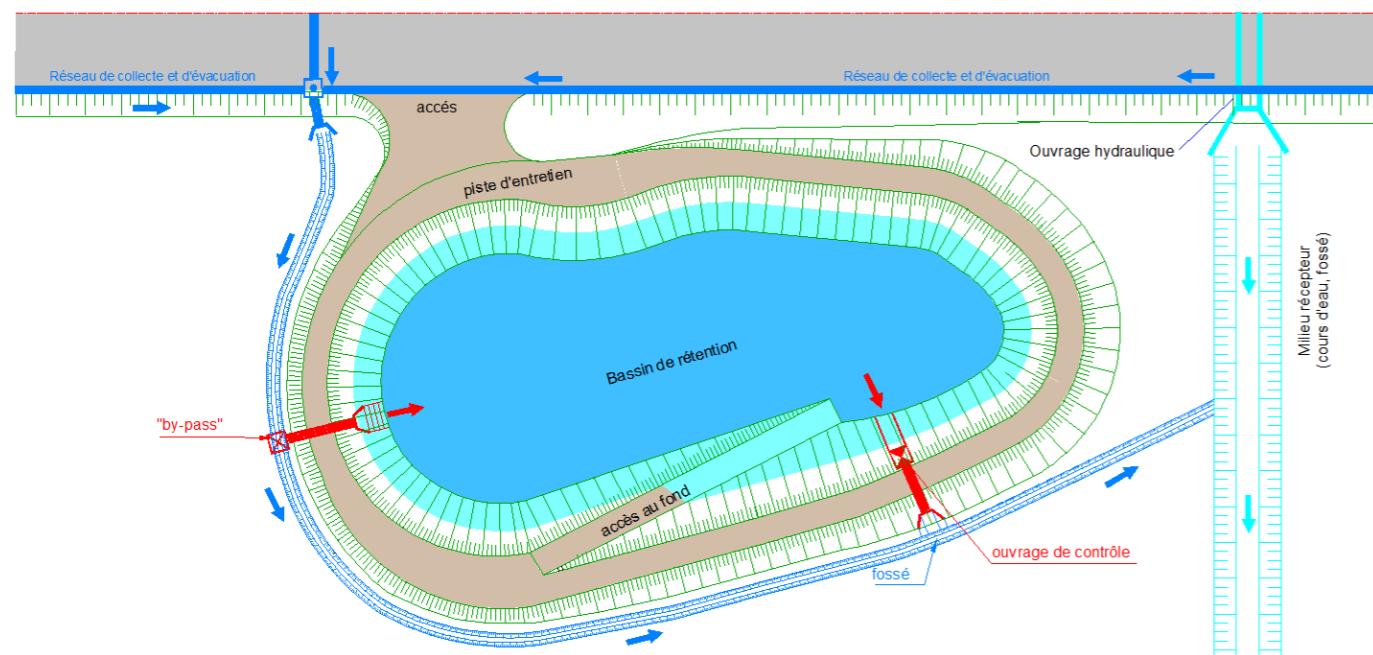 Réseau de collecte et d'évacuation
Réseau de collecte et d'évacuation
accés
Ouvrage hydraulique
piste d'entretien
Milieu récepteur
(cours d'eau, fossé)
Bassin de rétention
"by-pass"
accès au fond
ouvrage de contrôle
fossé